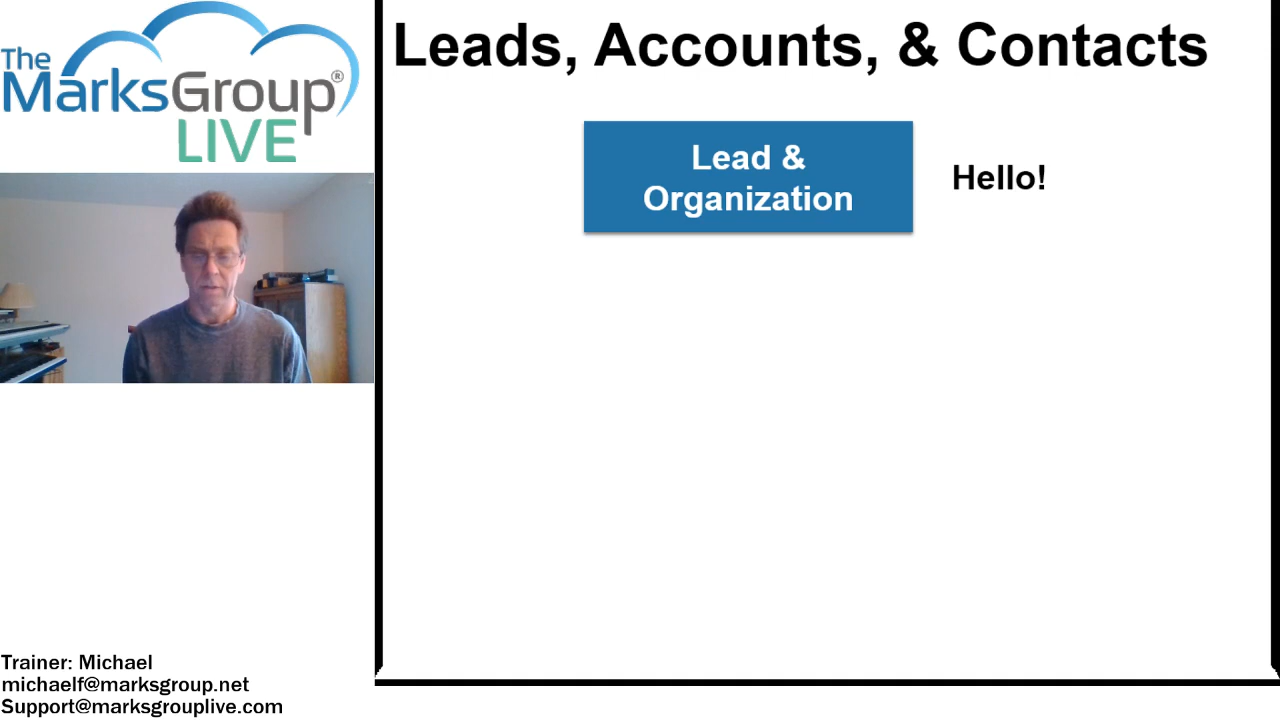 The
MarksGroup®
LIVE
Leads, Accounts, & Contacts
Lead &
Organization
Hello!
Trainer: Michael
michaelf@marksgroup.net
Support@marksgrouplive.com